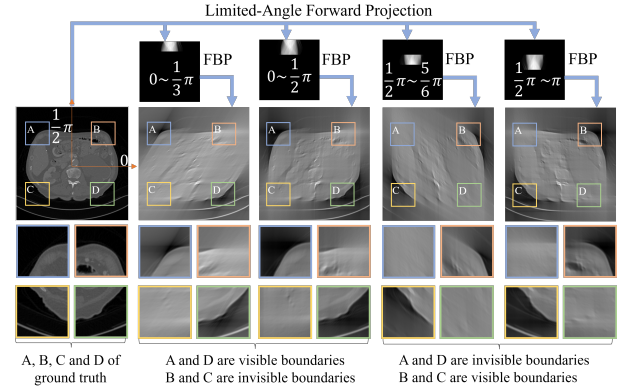 Limited-Angle Forward Projection
0~1/3π FBP 0~1/2π FBP 1/2π~5/6π FBP 1/2π~π FBP
1/2π
0
A B A B A B A B A B
C D C D C D C D C D
A, B, C and D of
ground truth
A and D are visible boundaries
B and C are invisible boundaries
A and D are invisible boundaries
B and C are visible boundaries